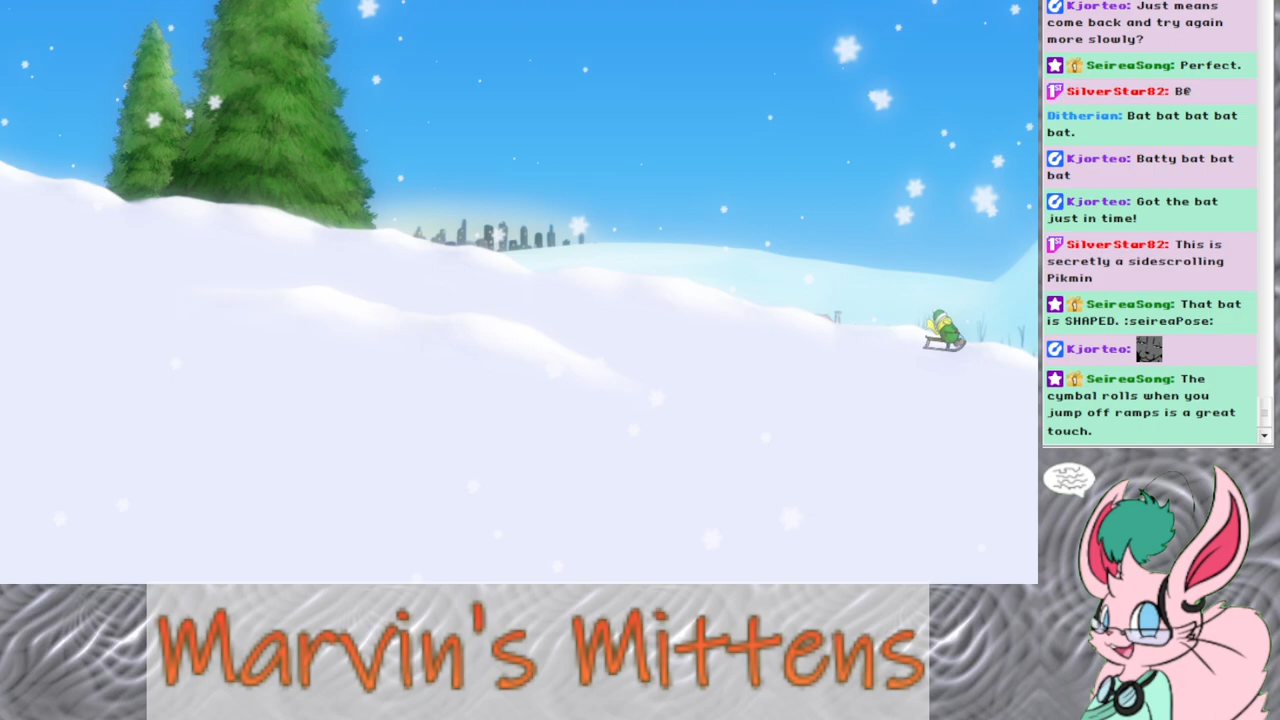 Kjorteo: Just means
come back and try again
more slowly?
SeireaSong: Perfect.
1ST SilverStar82: B@
Ditherian: Bat bat bat bat
bat.
Kjorteo: Batty bat bat
bat
Kjorteo: Got the bat
just in time!
1ST SilverStar82: This is
secretly a sidescrolling
Pikmin
SeireaSong: That bat
is SHAPED. :seireaPose:
Kjorteo:
SeireaSong: The
cymbal rolls when you
jump off ramps is a great
touch.
Marvin's Mittens